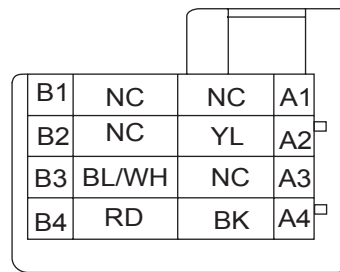 B1 NC NC A1
B2 NC YL A2
B3 BL/WH NC A3
B4 RD BK A4